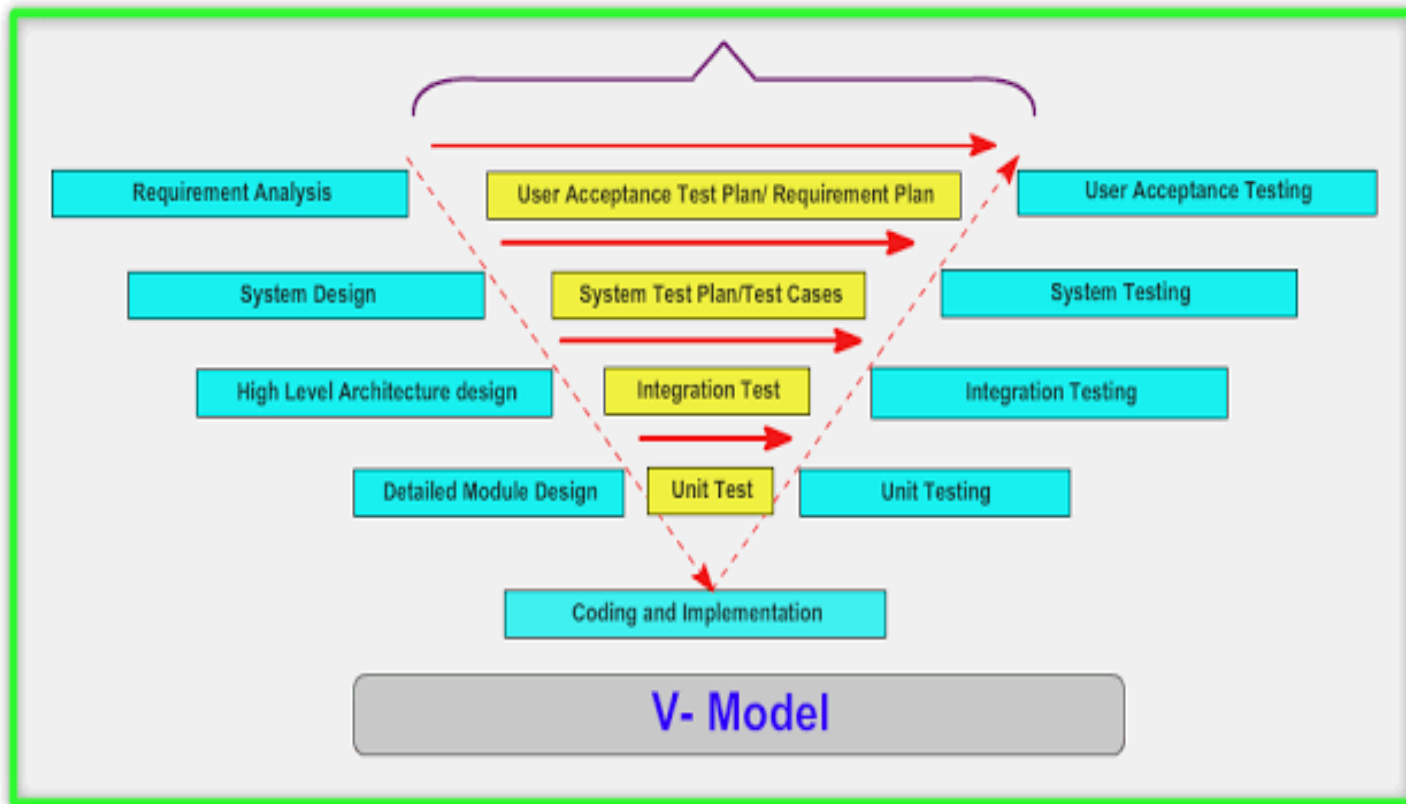 Requirement Analysis
User Acceptance Test Plan/ Requirement Plan
User Acceptance Testing
System Design
System Test Plan/Test Cases
System Testing
High Level Architecture design
Integration Test
Integration Testing
Detailed Module Design
Unit Test
Unit Testing
Coding and Implementation
V- Model